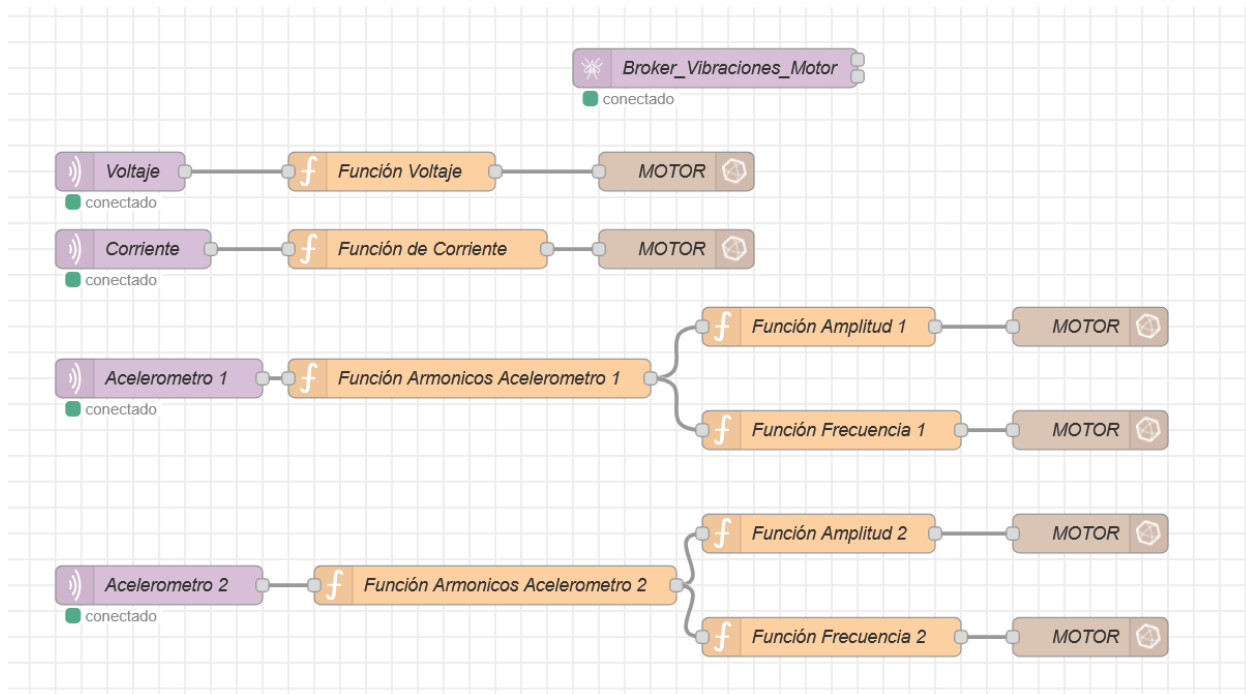 Broker_Vibraciones_Motor
conectado
Voltaje
Función Voltaje
MOTOR
conectado
Corriente
Función de Corriente
MOTOR
conectado
Función Amplitud 1
MOTOR
Acelerometro 1
Función Armonicos Acelerometro 1
conectado
Función Frecuencia 1
MOTOR
Función Amplitud 2
MOTOR
Acelerometro 2
Función Armonicos Acelerometro 2
conectado
Función Frecuencia 2
MOTOR